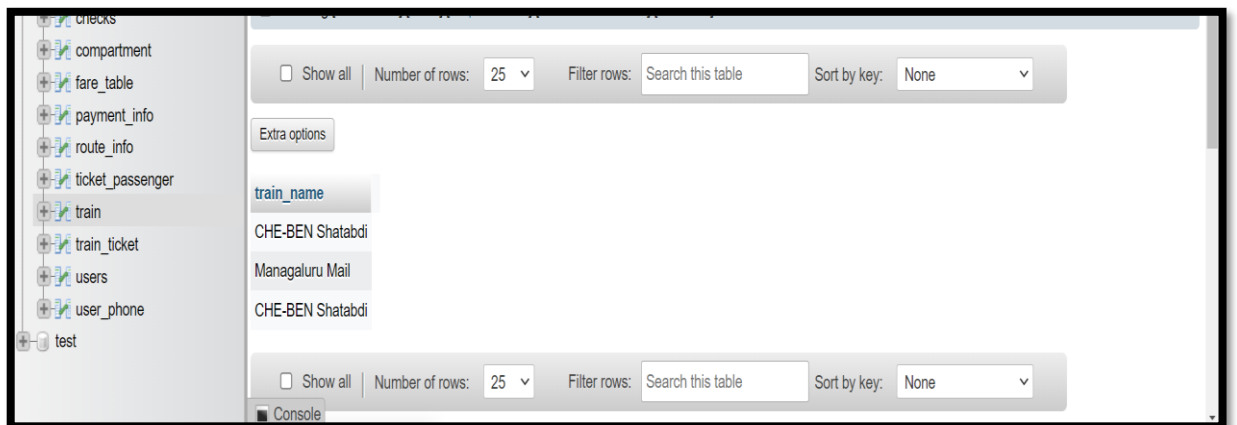 checks
compartment
fare_table
payment_info
route_info
ticket_passenger
train
train_ticket
users
user_phone
test
Show all Number of rows: 25 Filter rows: Search this table Sort by key: None
Extra options
train_name
CHE-BEN Shatabdi
Managaluru Mail
CHE-BEN Shatabdi
Show all Number of rows: 25 Filter rows: Search this table Sort by key: None
Console